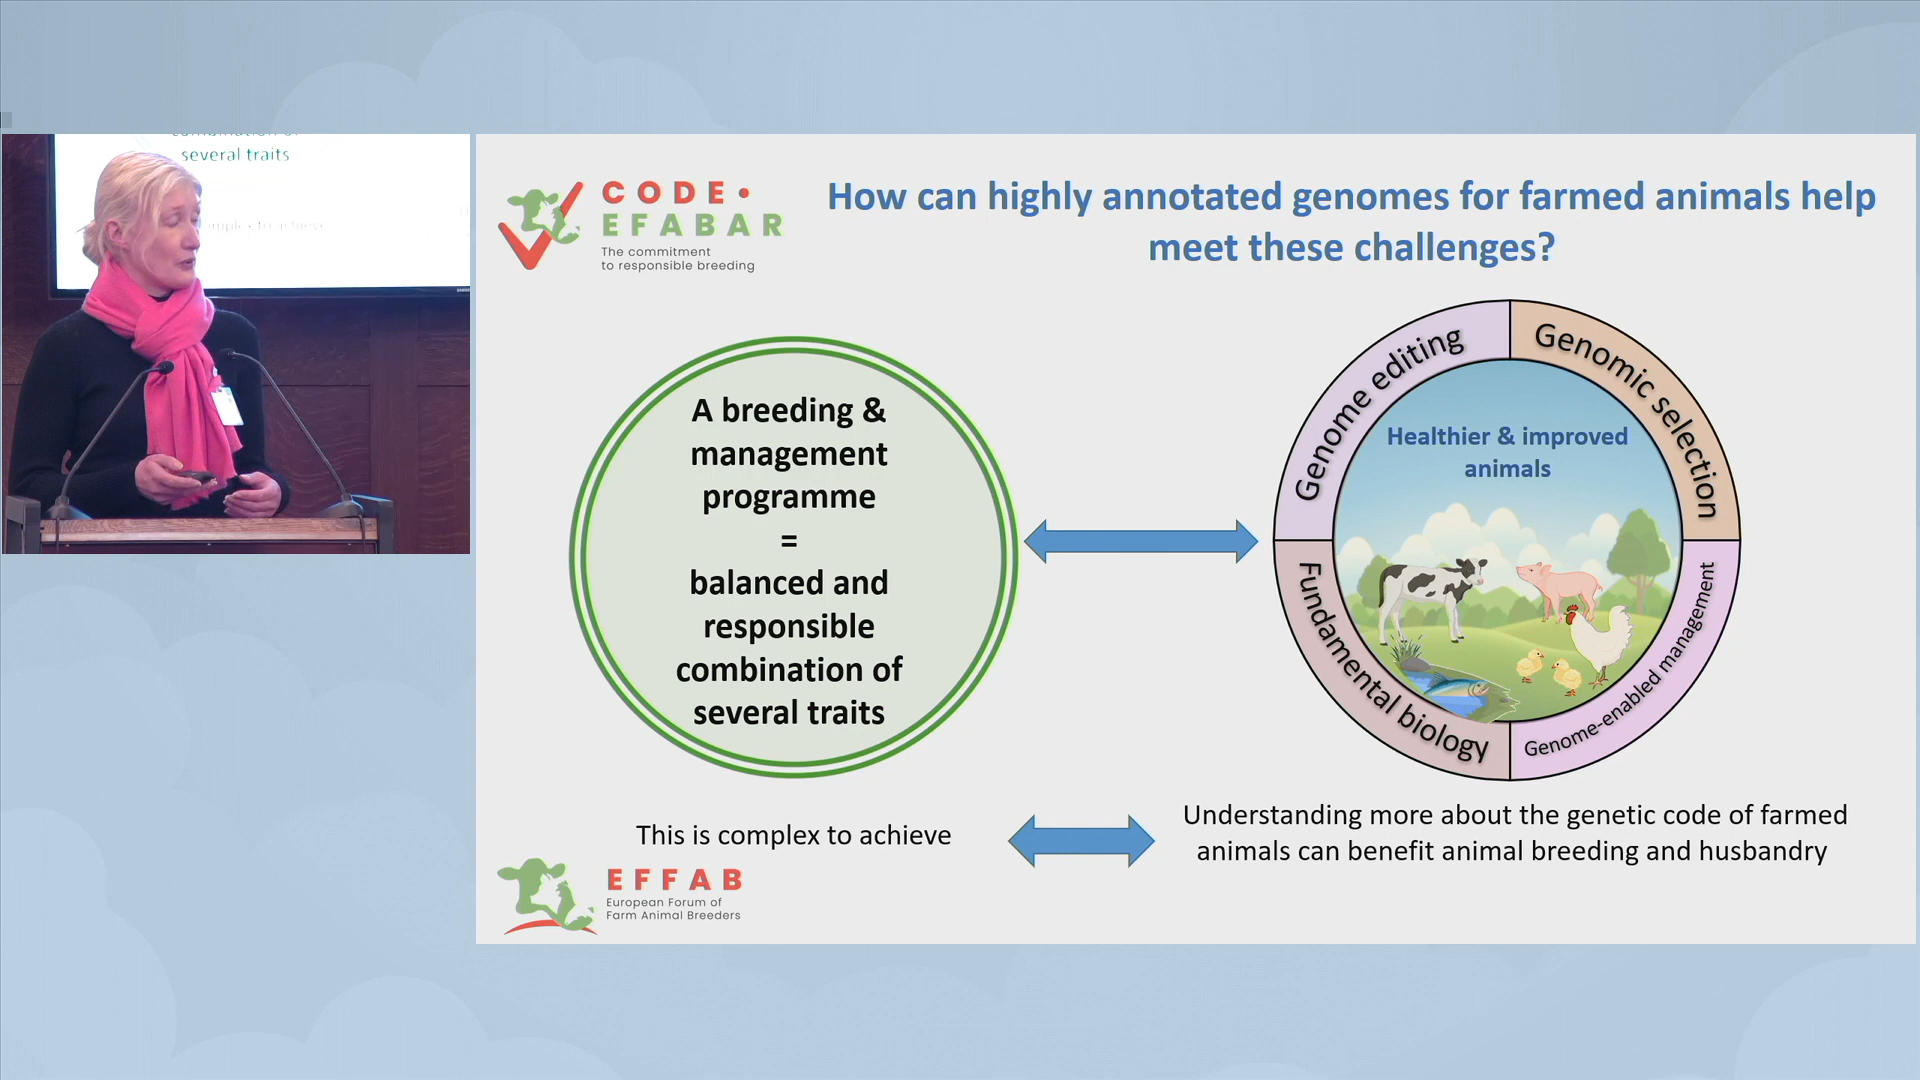 several traits
CODE•
EFABAR
The commitment
to responsible breeding
How can highly annotated genomes for farmed animals help
meet these challenges?
A breeding &
management
programme
=
balanced and
responsible
combination of
several traits
Genome editing
Genomic selection
Healthier & improved
animals
Fundamental biology
Genome-enabled management
This is complex to achieve
Understanding more about the genetic code of farmed
animals can benefit animal breeding and husbandry
EFFAB
European Forum of
Farm Animal Breeders